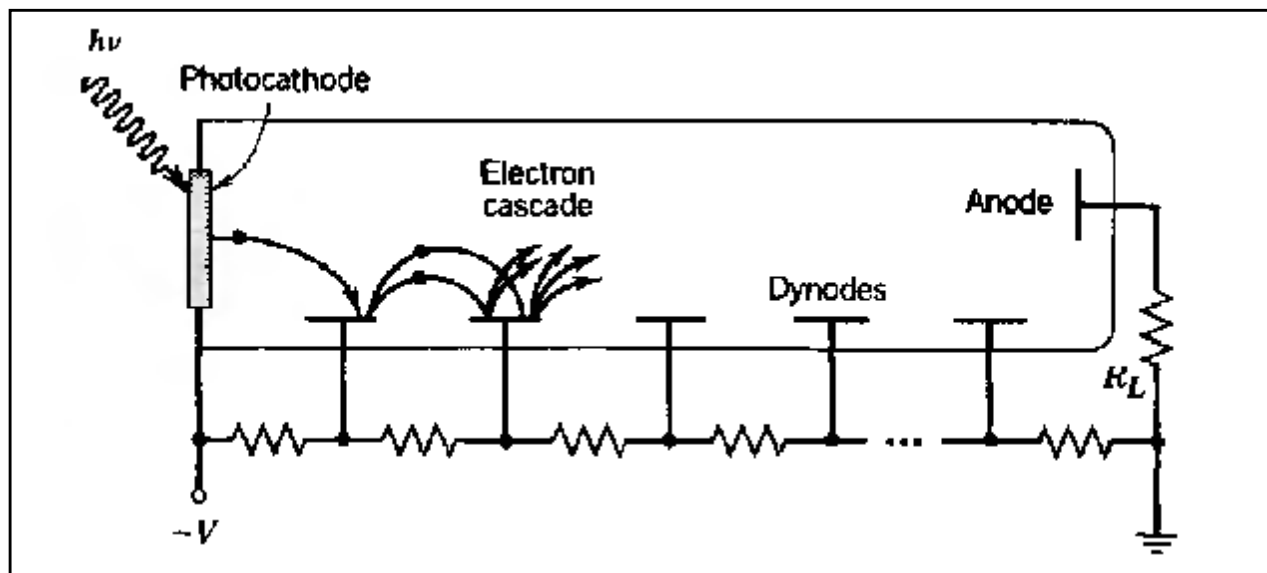 hν
Photocathode
Electron
cascade
Anode
Dynodes
R_L
...
−V